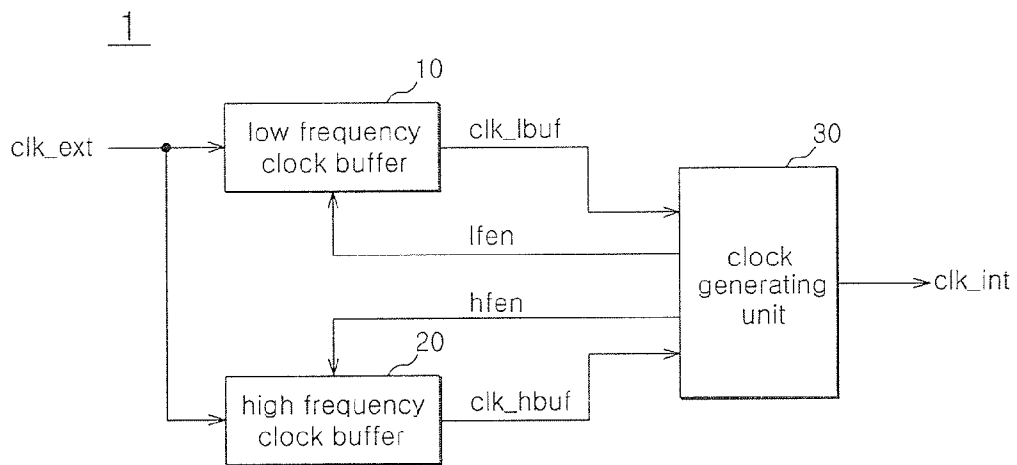 1
10
low frequency
clock buffer
clk_ext
clk_lbuf
30
lfen
clock
generating
unit
clk_int
hfen
20
high frequency
clock buffer
clk_hbuf